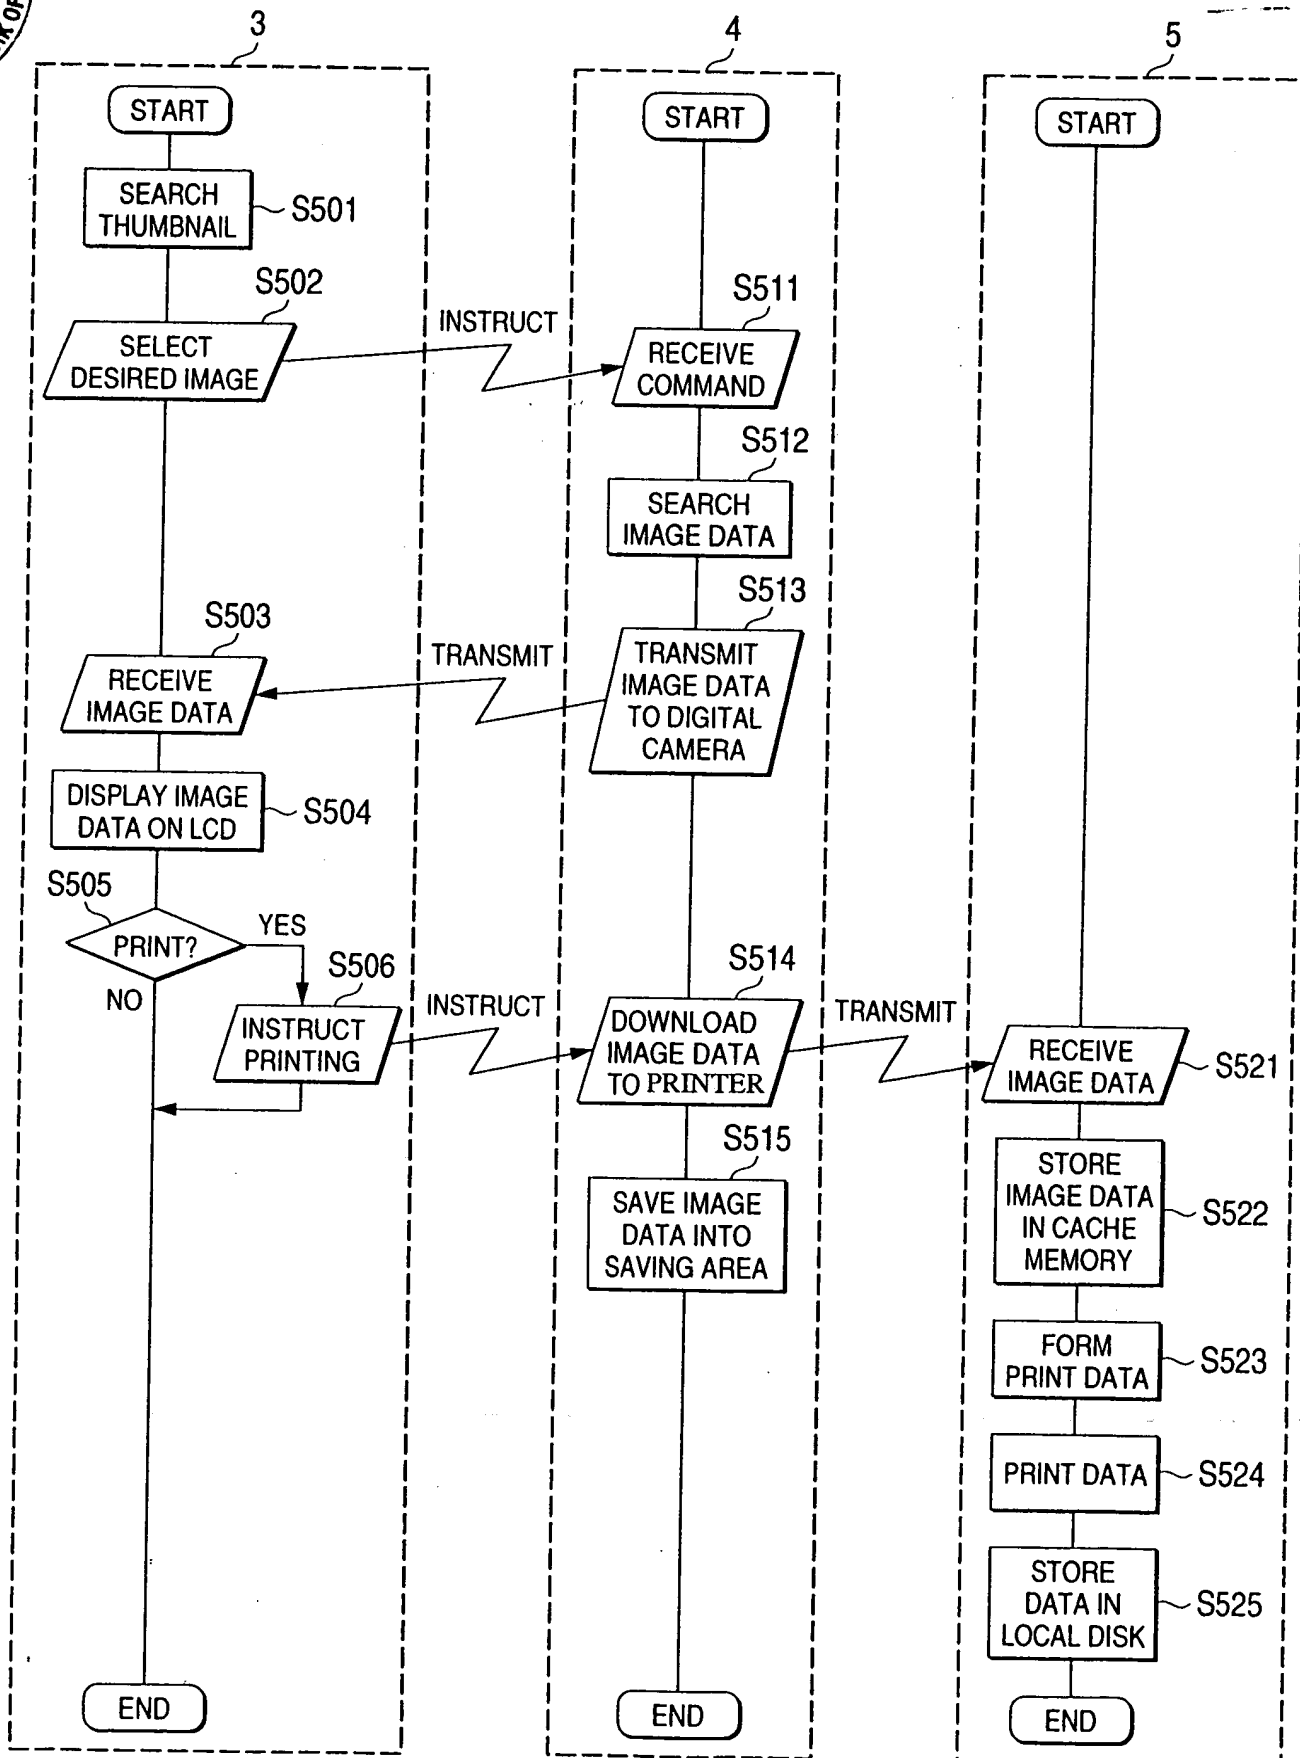 3
START
SEARCH
THUMBNAIL
S501
S502
SELECT
DESIRED IMAGE
INSTRUCT
S503
RECEIVE
IMAGE DATA
TRANSMIT
DISPLAY IMAGE
DATA ON LCD
S504
S505
PRINT?
YES
NO
S506
INSTRUCT
PRINTING
INSTRUCT
END
4
START
S511
RECEIVE
COMMAND
S512
SEARCH
IMAGE DATA
S513
TRANSMIT
IMAGE DATA
TO DIGITAL
CAMERA
S514
DOWNLOAD
IMAGE DATA
TO PRINTER
TRANSMIT
S515
SAVE IMAGE
DATA INTO
SAVING AREA
END
5
START
RECEIVE
IMAGE DATA
S521
STORE
IMAGE DATA
IN CACHE
MEMORY
S522
FORM
PRINT DATA
S523
PRINT DATA
S524
STORE
DATA IN
LOCAL DISK
S525
END